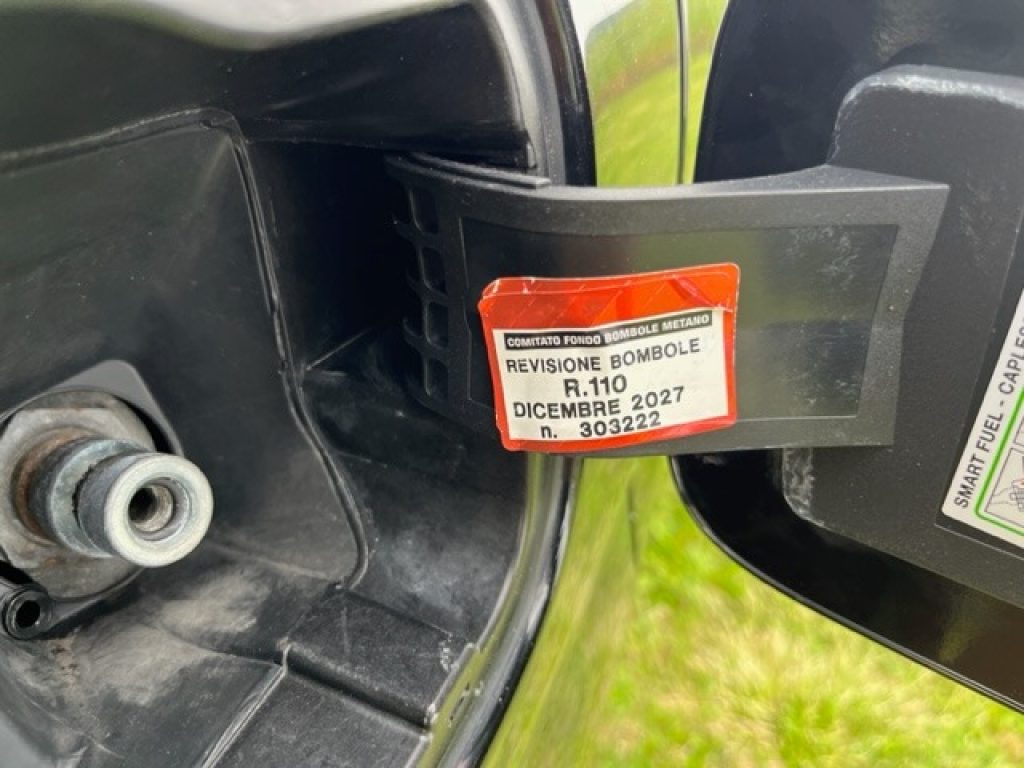 COMITATO FONDO BOMBOLE METANO
REVISIONE BOMBOLE
R.110
DICEMBRE 2027
n. 303222
SMART FUEL - CAPLES